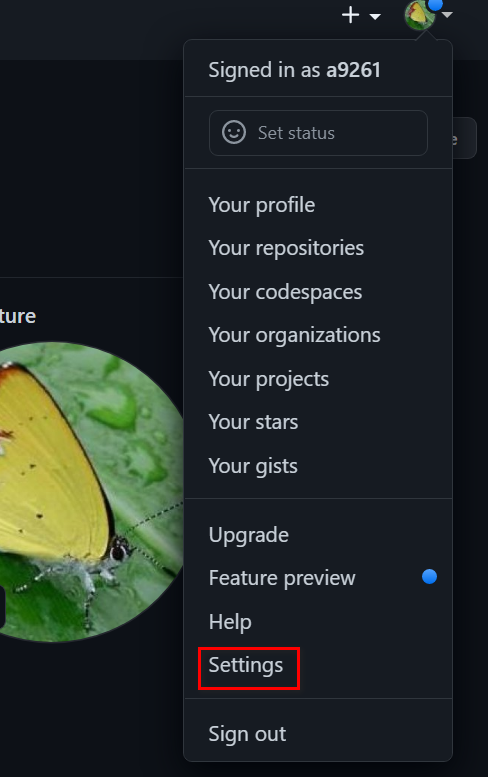 Signed in as a9261
Set status
e
Your profile
Your repositories
ture
Your codespaces
Your organizations
Your projects
Your stars
Your gists
Upgrade
Feature preview
Help
Settings
Sign out